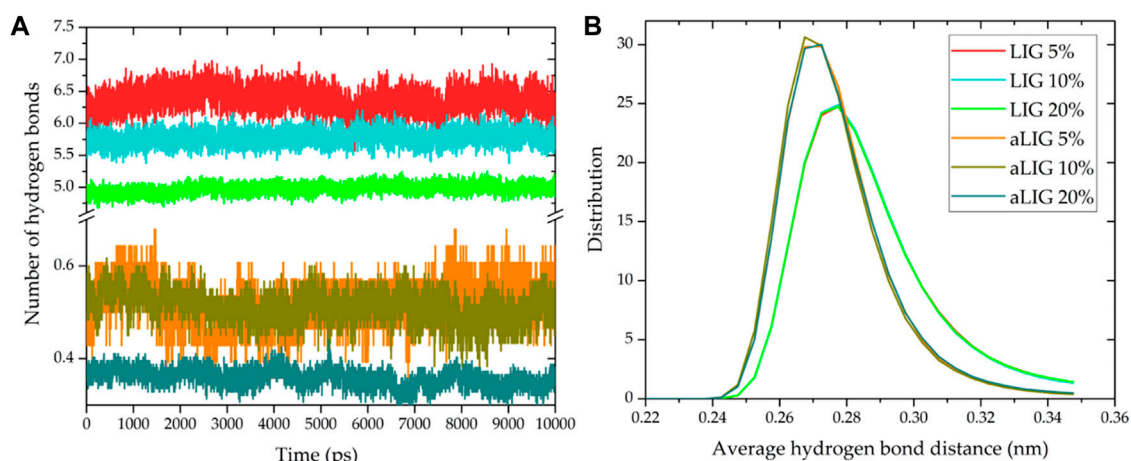 A
Number of hydrogen bonds
7.5
7.0
6.5
6.0
5.5
5.0
0.6
0.4
0 1000 2000 3000 4000 5000 6000 7000 8000 9000 10000
Time (ps)
B
Distribution
30
25
20
15
10
5
0
LIG 5%
LIG 10%
LIG 20%
aLIG 5%
aLIG 10%
aLIG 20%
0.22 0.24 0.26 0.28 0.30 0.32 0.34 0.36
Average hydrogen bond distance (nm)